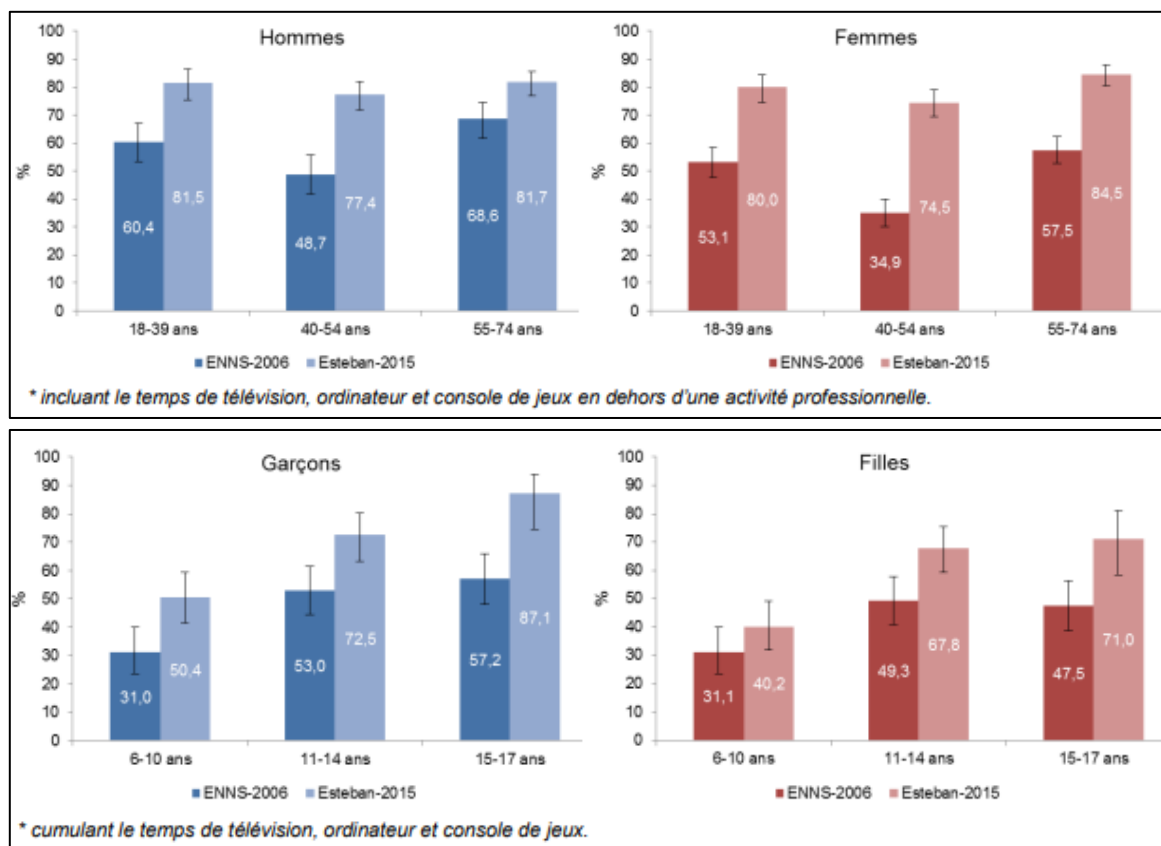 Hommes
100
90
80
70
60
50
40
30
20
10
0
%
60,4
81,5
48,7
77,4
68,6
81,7
18-39 ans
40-54 ans
55-74 ans
ENNS-2006
Esteban-2015
Femmes
100
90
80
70
60
50
40
30
20
10
0
%
53,1
80,0
34,9
74,5
57,5
84,5
18-39 ans
40-54 ans
55-74 ans
ENNS-2006
Esteban-2015
* incluant le temps de télévision, ordinateur et console de jeux en dehors d’une activité professionnelle.
Garçons
100
90
80
70
60
50
40
30
20
10
0
%
31,0
50,4
53,0
72,5
57,2
87,1
6-10 ans
11-14 ans
15-17 ans
ENNS-2006
Esteban-2015
Filles
100
90
80
70
60
50
40
30
20
10
0
%
31,1
40,2
49,3
67,8
47,5
71,0
6-10 ans
11-14 ans
15-17 ans
ENNS-2006
Esteban-2015
* cumulant le temps de télévision, ordinateur et console de jeux.